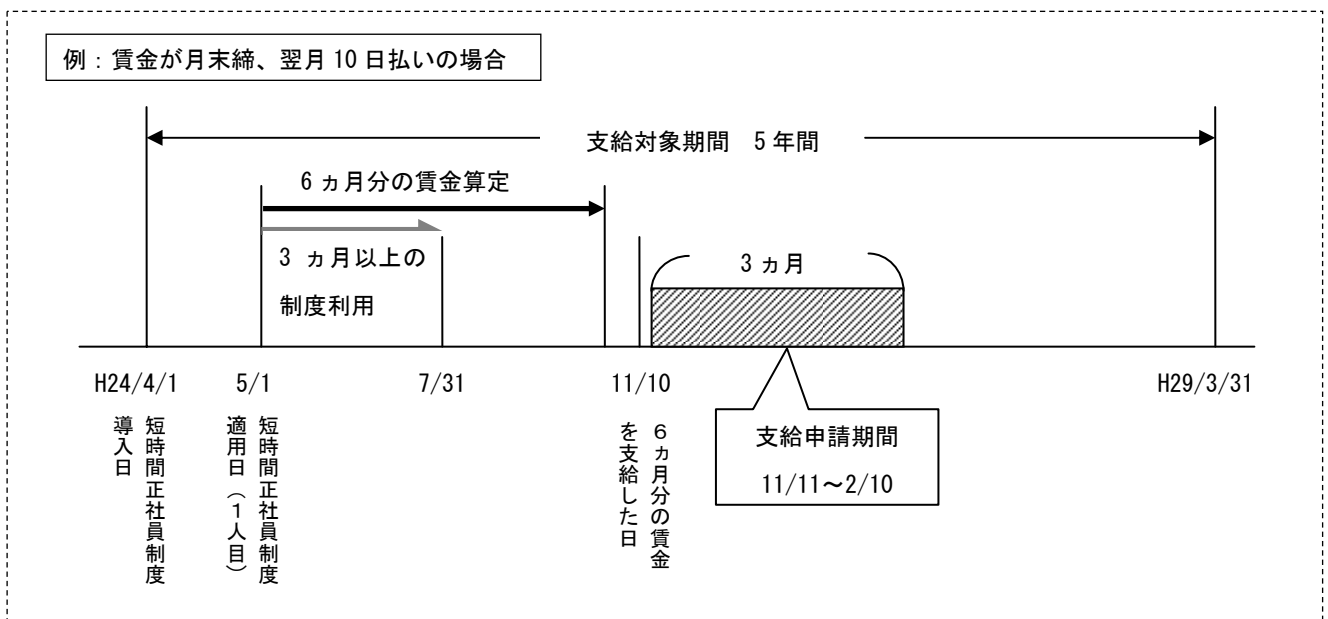 例：賃金が月末締、翌月10日払いの場合
支給対象期間　5年間
6ヵ月分の賃金算定
3ヵ月以上の
制度利用
3ヵ月
H24/4/1
5/1
7/31
11/10
H29/3/31
短時間正社員制度
導入日
短時間正社員制度
適用日（１人目）
６ヵ月分の賃金
を支給した日
支給申請期間
11/11～2/10